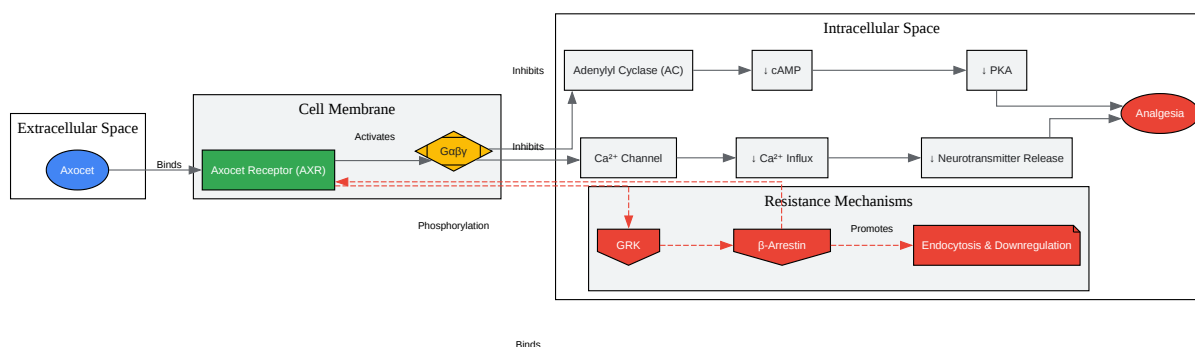 Intracellular Space
Inhibits
Adenylyl Cyclase (AC)
↓ cAMP
↓ PKA
Cell Membrane
Extracellular Space
Analgesia
Activates
Gαβγ
Inhibits
Ca²⁺ Channel
↓ Ca²⁺ Influx
↓ Neurotransmitter Release
Axocet
Binds
Axocet Receptor (AXR)
Resistance Mechanisms
Phosphorylation
Promotes
GRK
β-Arrestin
Endocytosis & Downregulation
Binds